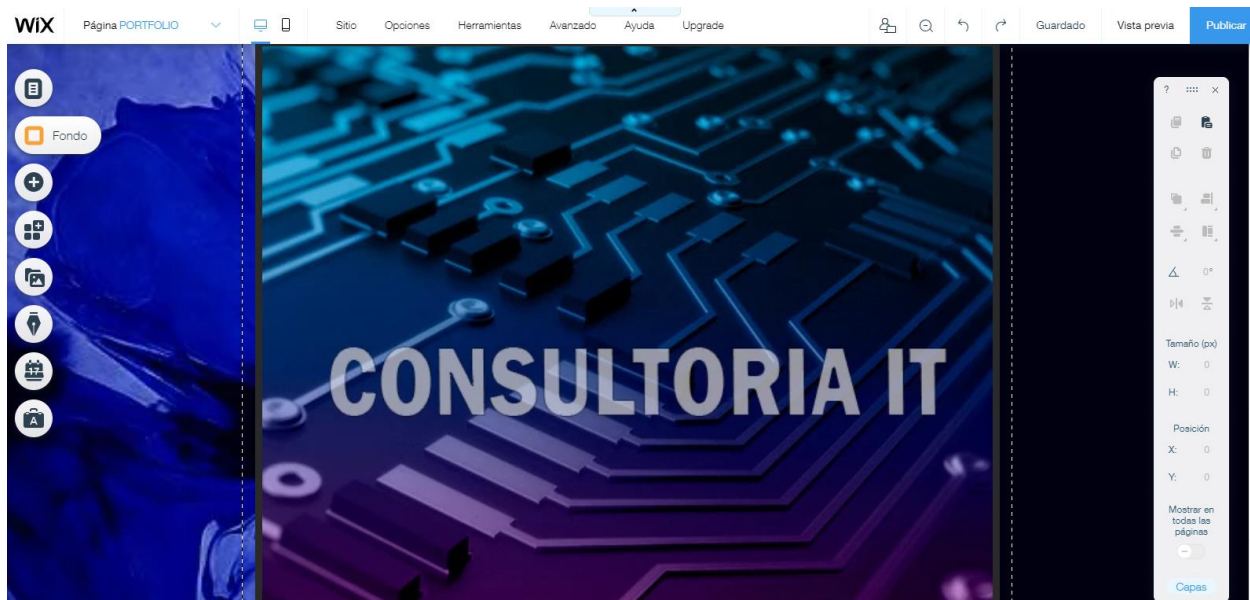 WiX
Página PORTFOLIO
Sitio
Opciones
Herramientas
Avanzado
Ayuda
Upgrade
Guardado
Vista previa
Publicar
Fondo
17
A
CONSULTORIA IT
?
0°
Tamaño (px)
W: 0
H: 0
Posición
X: 0
Y: 0
Mostrar en
todas las
páginas
Capas